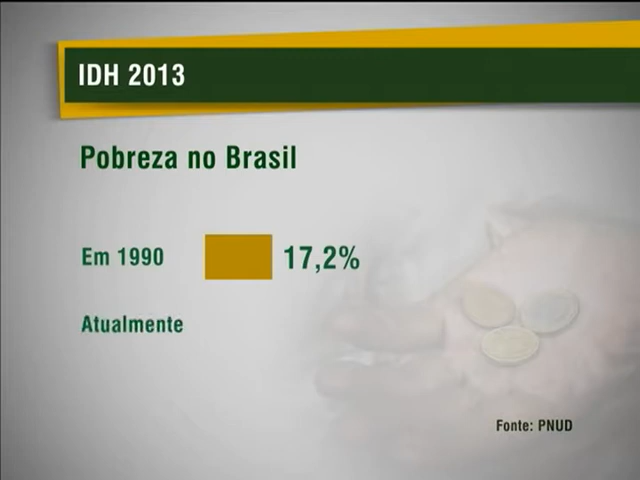 IDH 2013
Pobreza no Brasil
Em 1990 17,2%
Atualmente
Fonte: PNUD